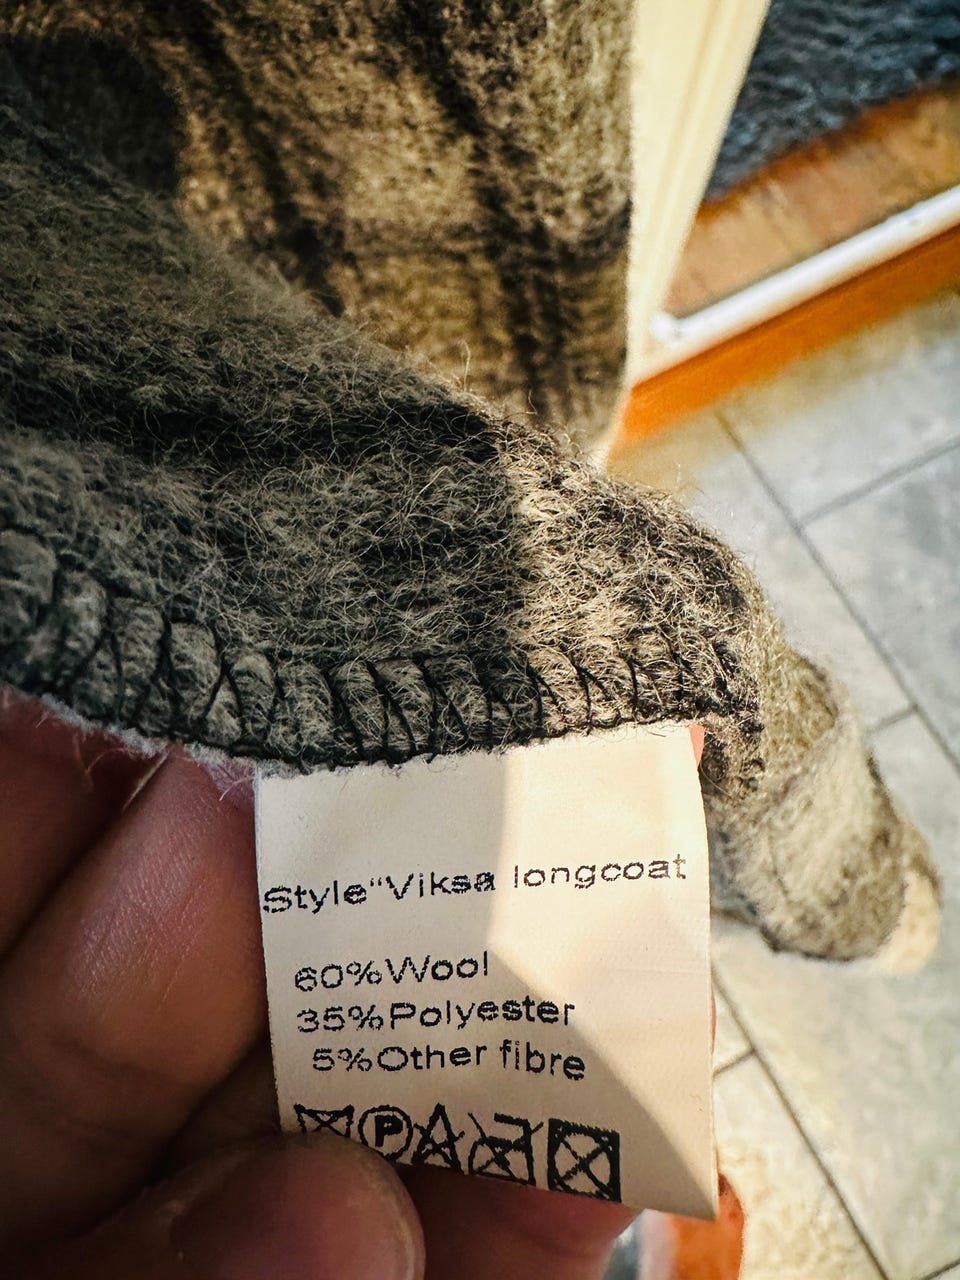 Style“Viksa longcoat
60%Wool
35%Polyester
5%Other fibre
P